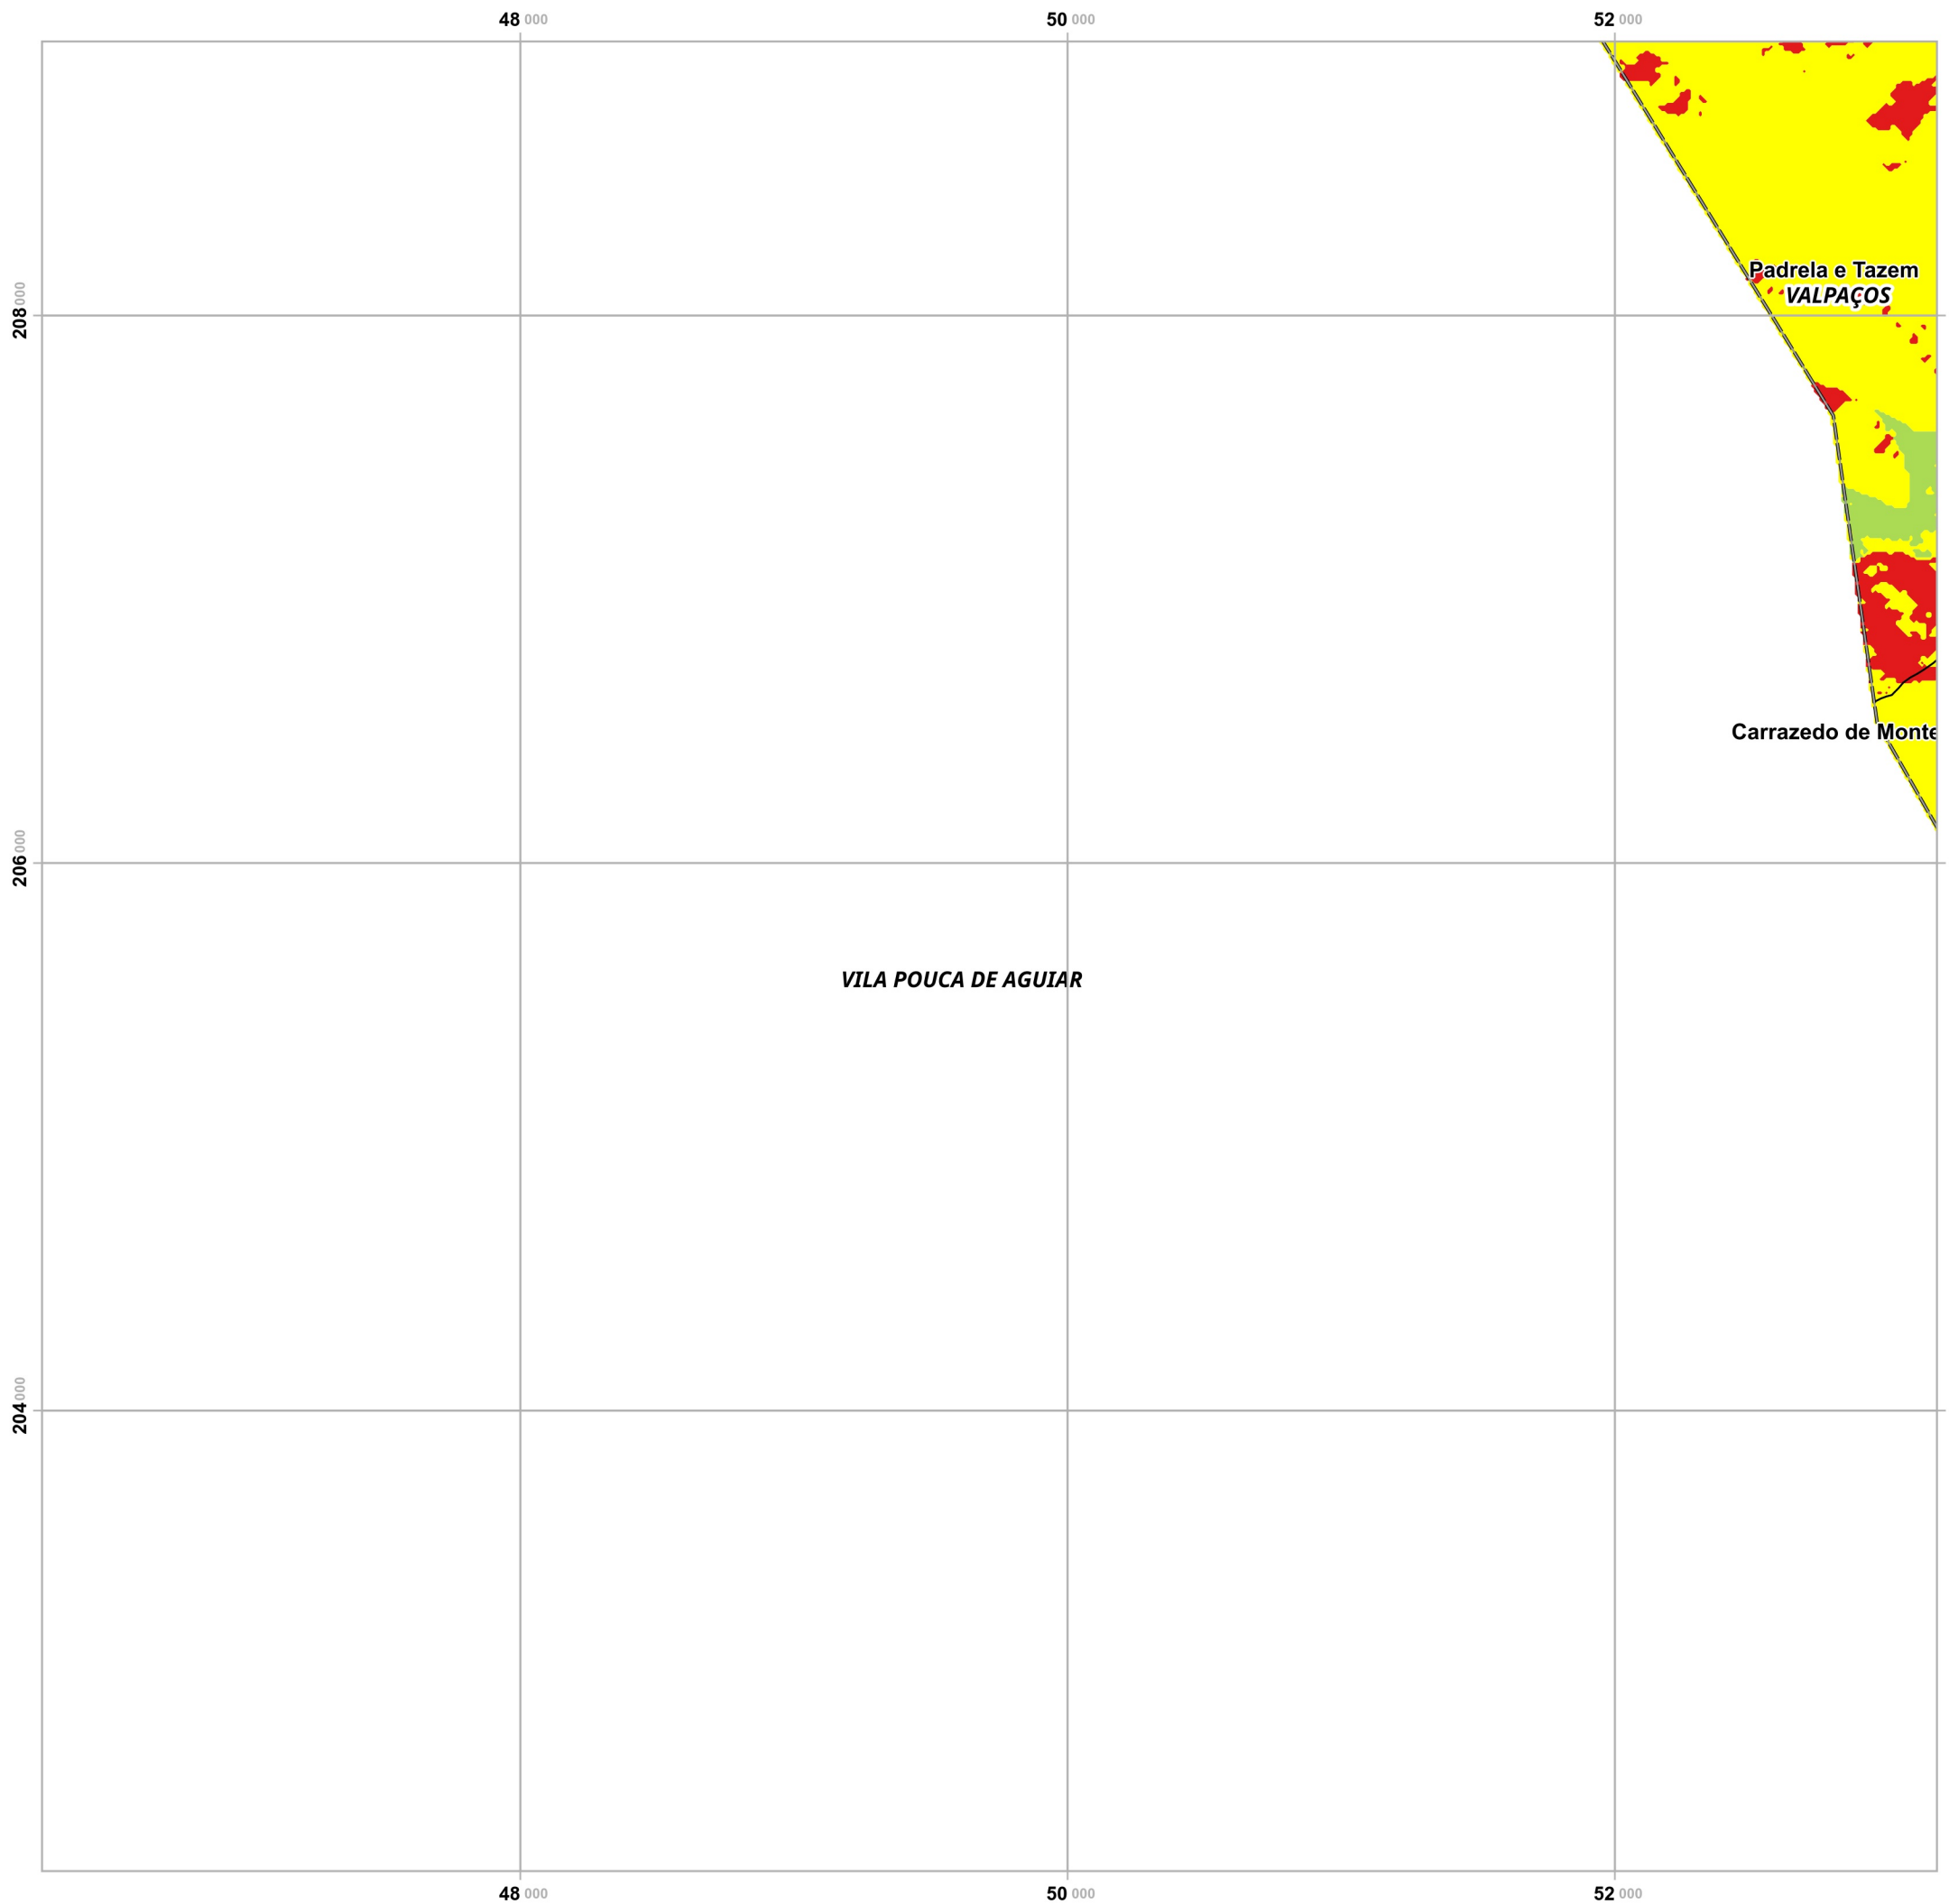 48 000 50 000 52 000
208 000
Padrela e Tazem
VALPAÇOS
Carrazedo de Monte
206 000
VILA POUCA DE AGUIAR
204 000
48 000 50 000 52 000